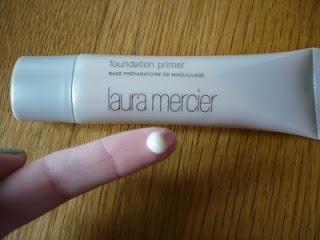 foundation primer
BASE PRÉPARATOIRE DE MAQUILLAGE
laura mercier